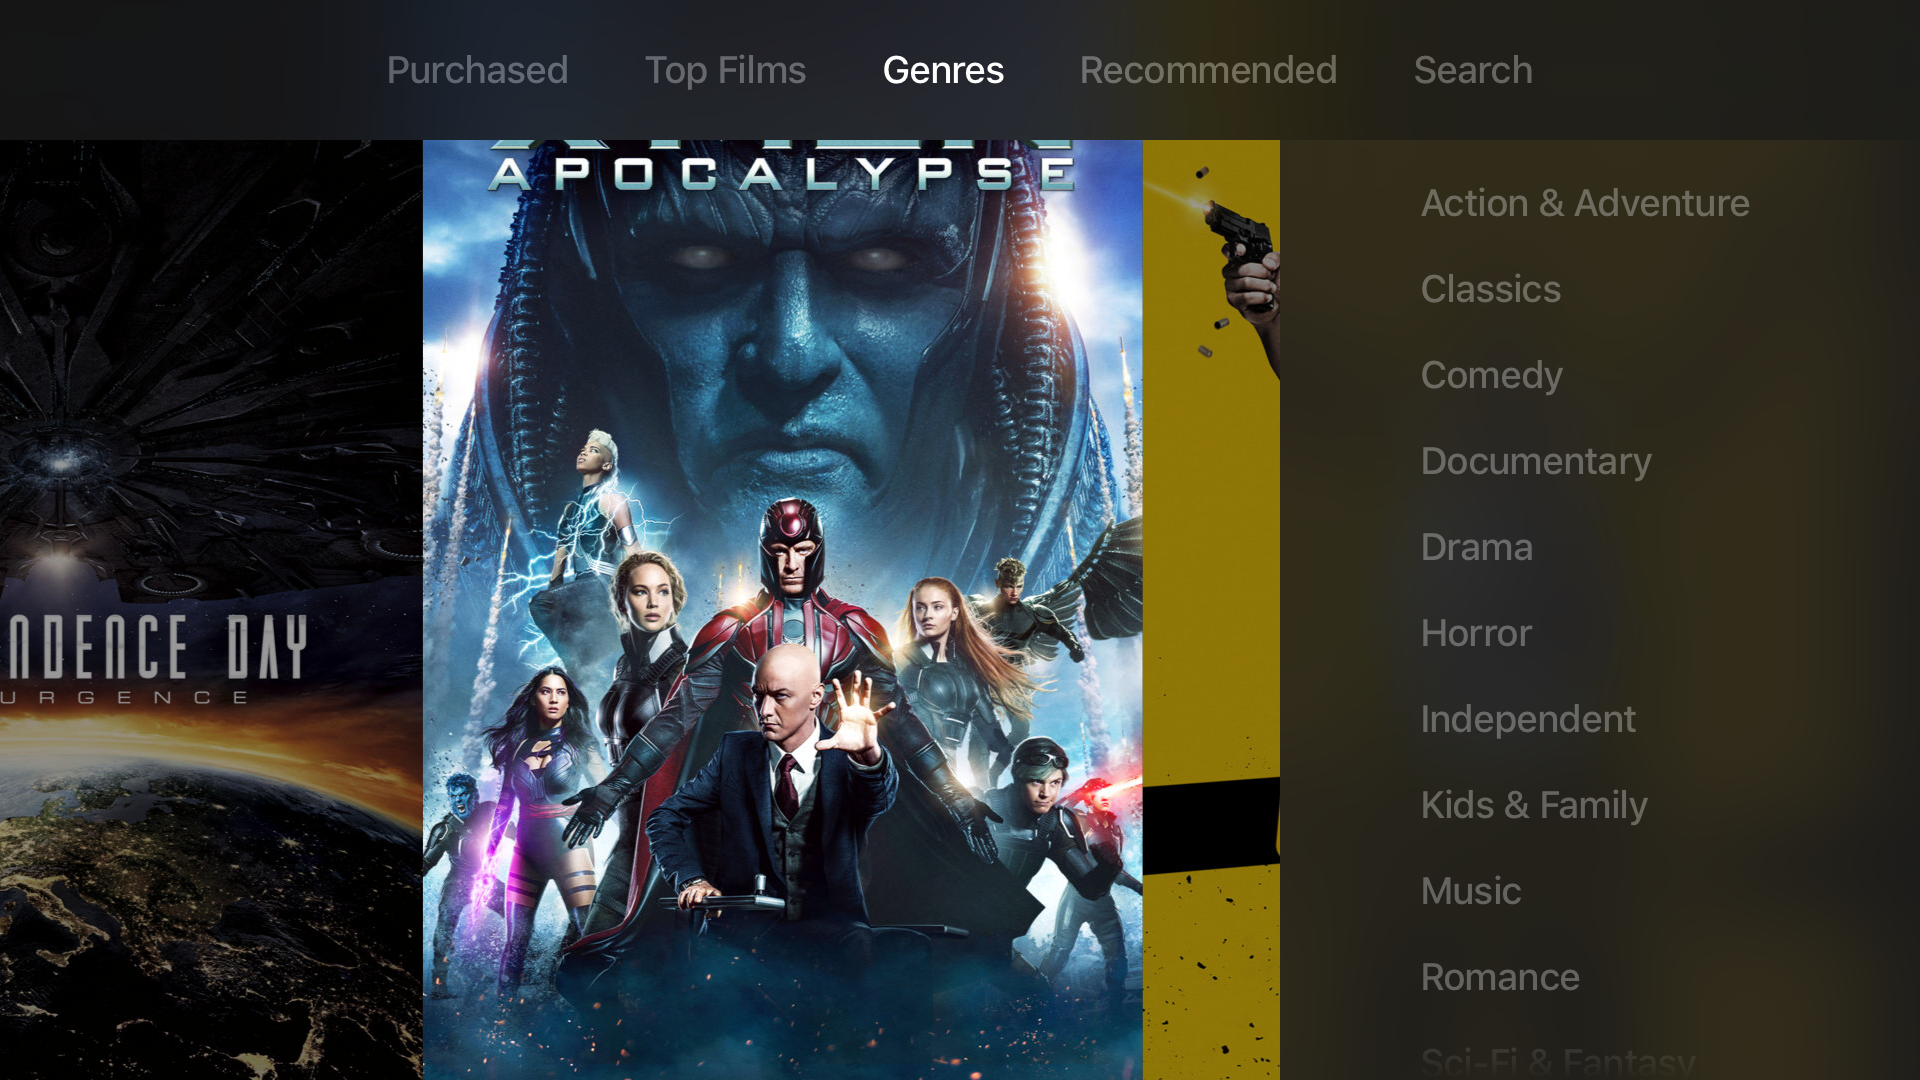 Purchased Top Films Genres Recommended Search
APOCALYPSE
NDENCE DAY
URGENCE
Action & Adventure
Classics
Comedy
Documentary
Drama
Horror
Independent
Kids & Family
Music
Romance
Sci-Fi & Fantasy